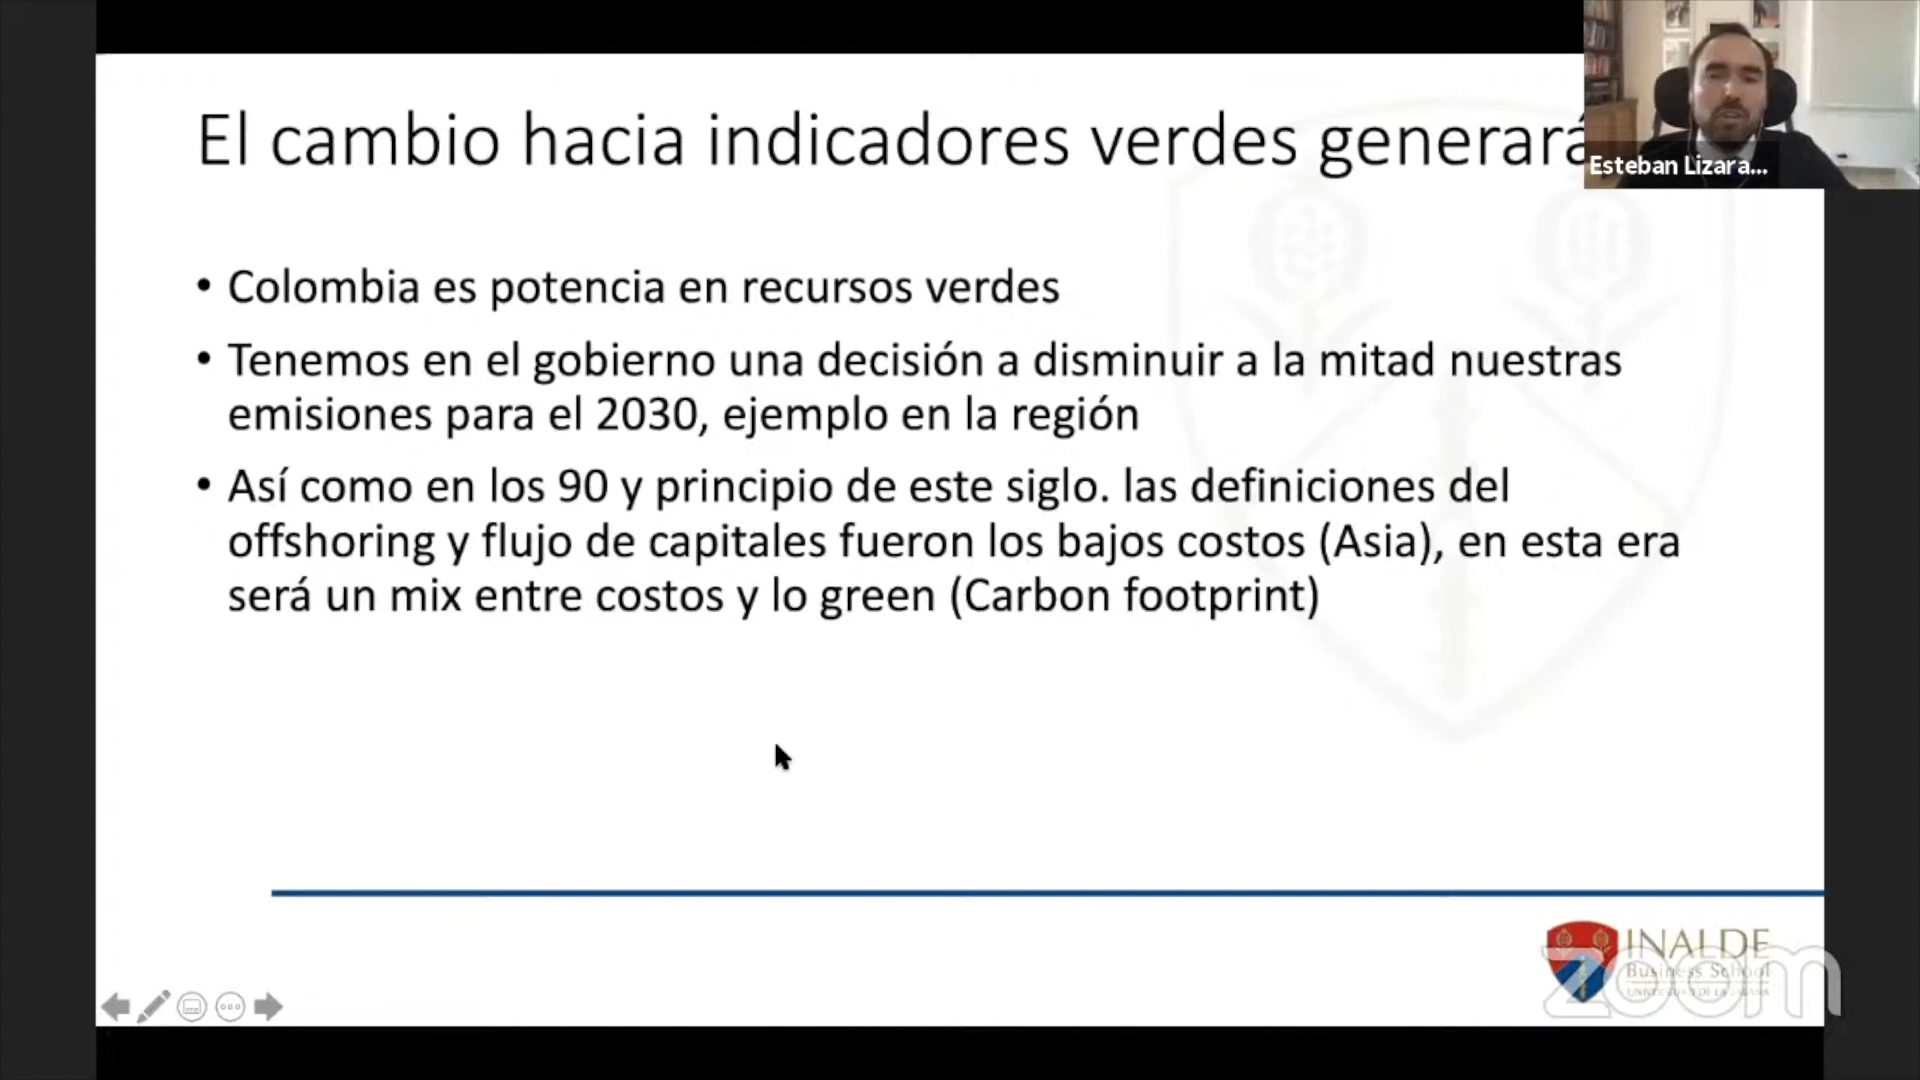 El cambio hacia indicadores verdes generará
Esteban Lizara...
• Colombia es potencia en recursos verdes
• Tenemos en el gobierno una decisión a disminuir a la mitad nuestras
emisiones para el 2030, ejemplo en la región
• Así como en los 90 y principio de este siglo. las definiciones del
offshoring y flujo de capitales fueron los bajos costos (Asia), en esta era
será un mix entre costos y lo green (Carbon footprint)
INALDE
Business School
zoom